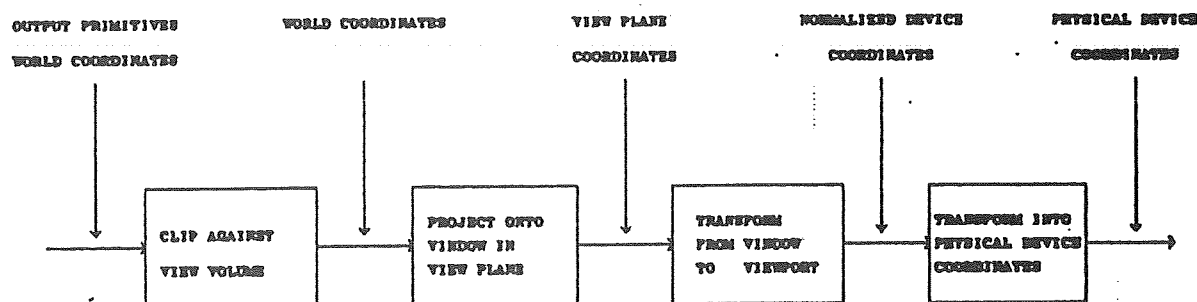 OUTPUT PRIMITIVES
WORLD COORDINATES
WORLD COORDINATES
VIEW PLANE
COORDINATES
NORMALIZED DEVICE
COORDINATES
PHYSICAL DEVICE
COORDINATES
CLIP AGAINST
VIEW VOLUME
PROJECT ONTO
WINDOW IN
VIEW PLANE
TRANSFORM
FROM WINDOW
TO VIEWPORT
TRANSFORM INTO
PHYSICAL DEVICE
COORDINATES